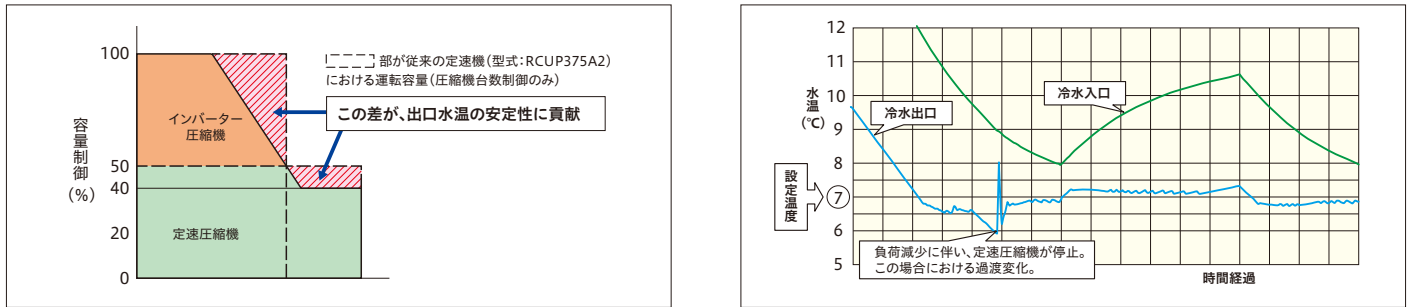 部が従来の定速機(型式:RCUP375A2)
における運転容量(圧縮機台数制御のみ)
この差が、出口水温の安定性に貢献
容量制御
(%)
100
50
40
20
0
インバーター
圧縮機
定速圧縮機
水温
(℃)
12
11
10
9
8
⑦
6
5
設定温度
冷水出口
冷水入口
負荷減少に伴い、定速圧縮機が停止。
この場合における過渡変化。
時間経過